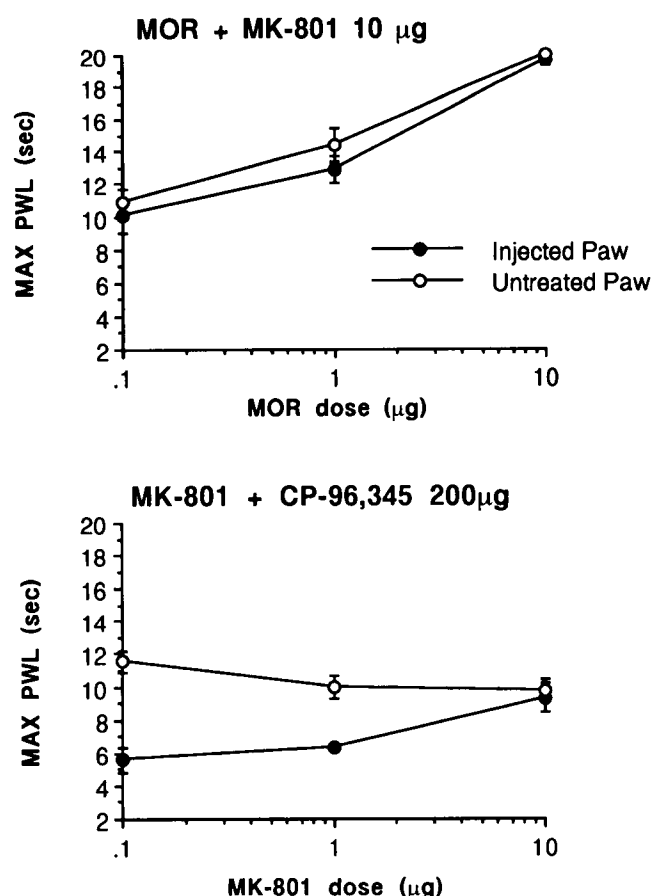 MOR + MK-801 10 µg
20
18
16
14
12
10
8
6
4
2
MAX PWL (sec)
Injected Paw
Untreated Paw
.1 1 10
MOR dose (µg)
MK-801 + CP-96,345 200µg
20
18
16
14
12
10
8
6
4
2
MAX PWL (sec)
.1 1 10
MK-801 dose (µg)